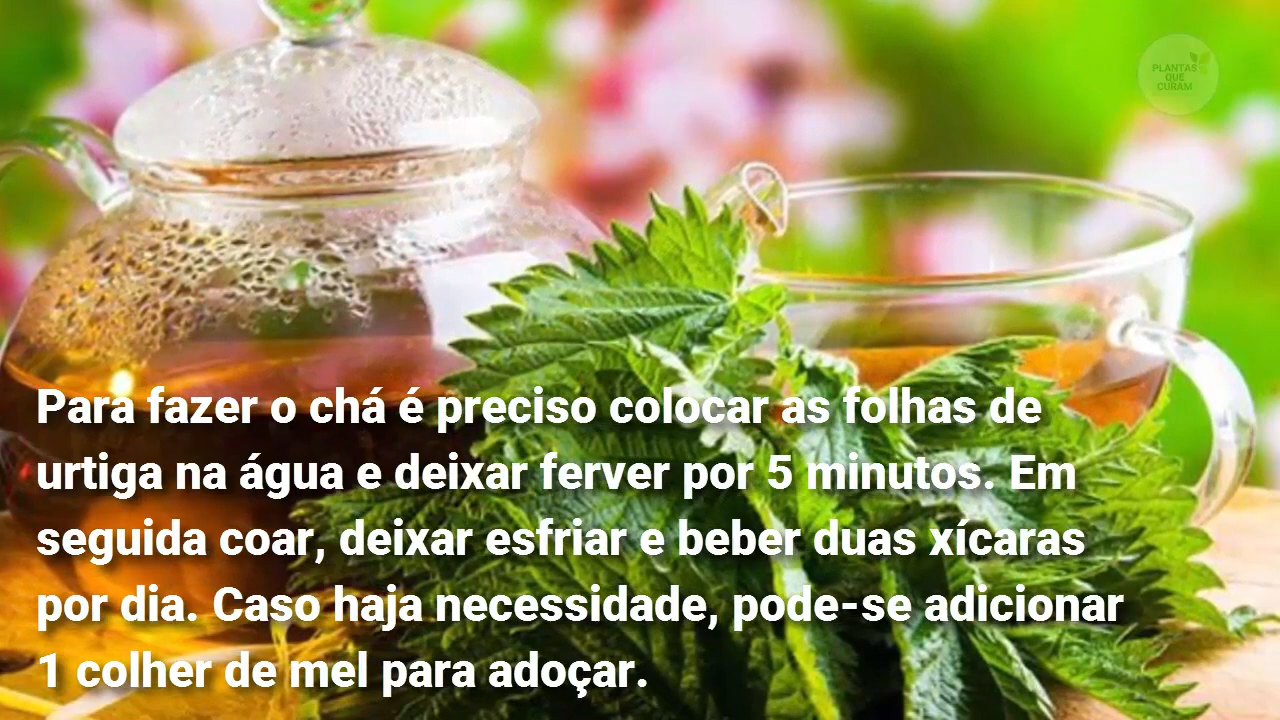 PLANTAS
QUE
CURAM
Para fazer o chá é preciso colocar as folhas de
urtiga na água e deixar ferver por 5 minutos. Em
seguida coar, deixar esfriar e beber duas xícaras
por dia. Caso haja necessidade, pode-se adicionar
1 colher de mel para adoçar.